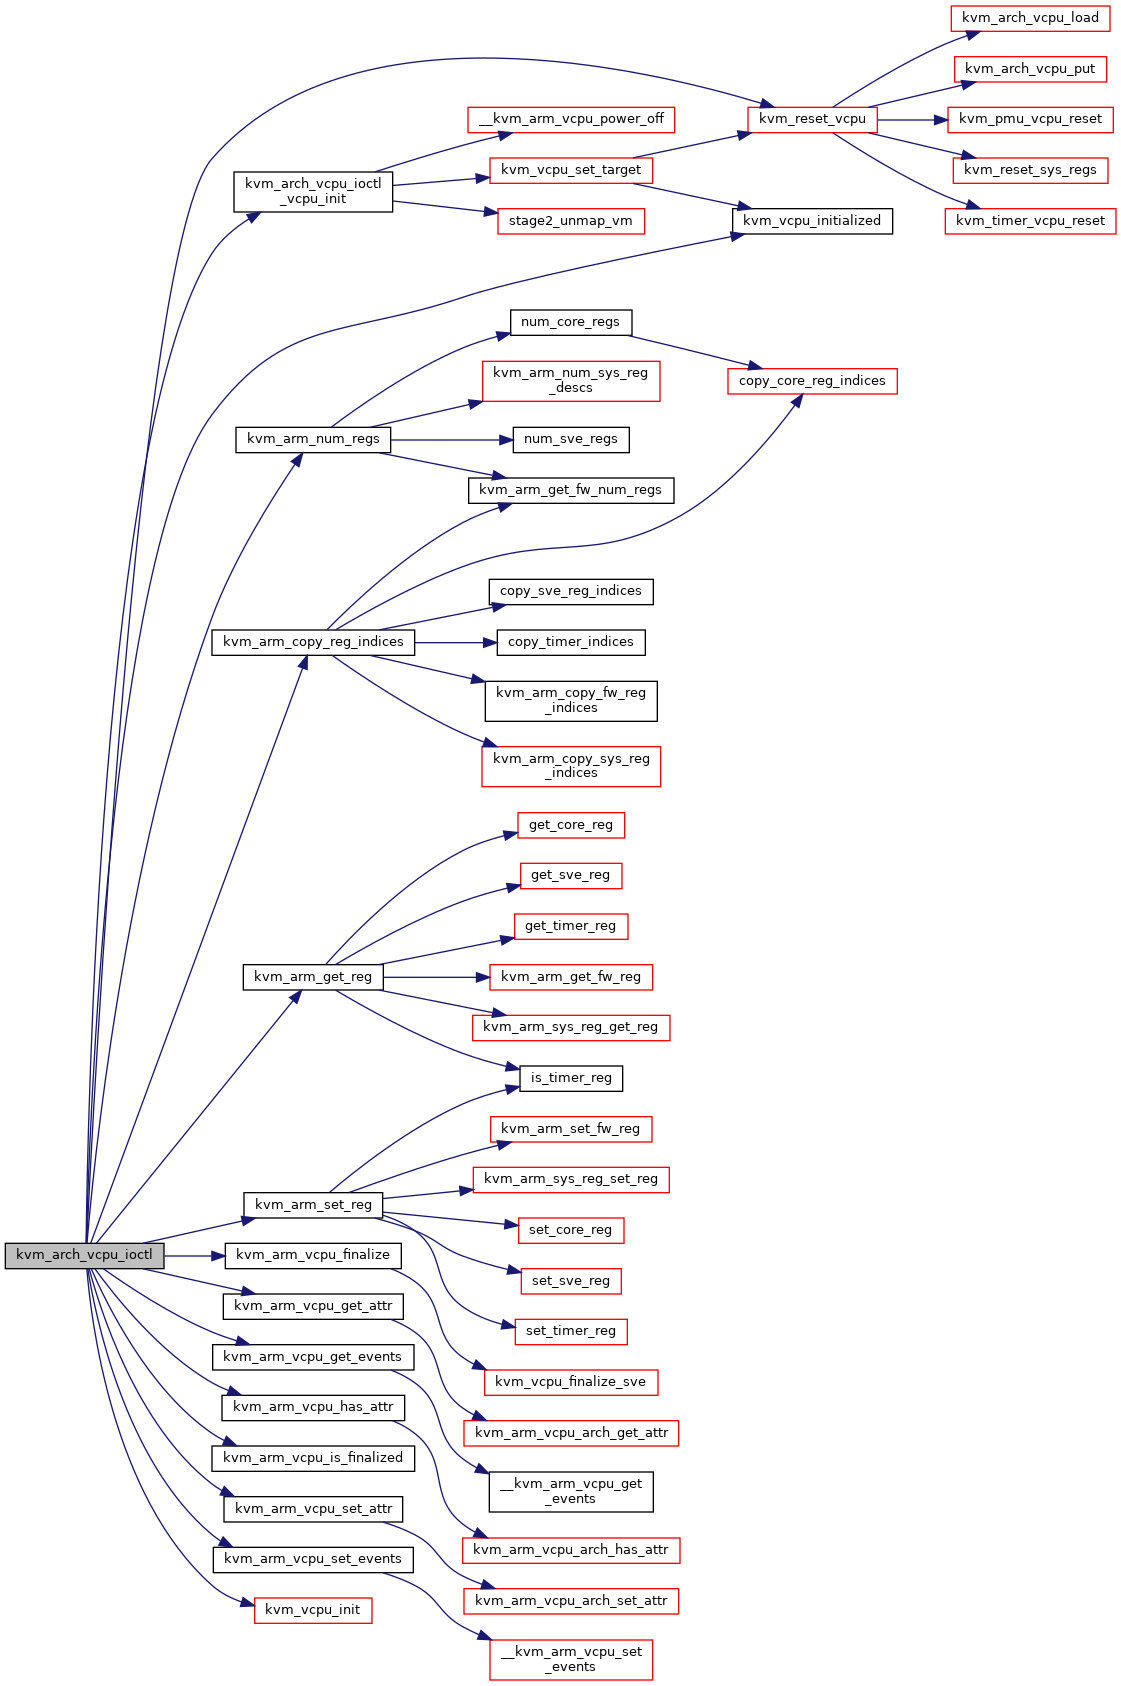 kvm_arch_vcpu_load
kvm_arch_vcpu_put
__kvm_arm_vcpu_power_off
kvm_reset_vcpu
kvm_pmu_vcpu_reset
kvm_vcpu_set_target
kvm_reset_sys_regs
kvm_arch_vcpu_ioctl
_vcpu_init
stage2_unmap_vm
kvm_vcpu_initialized
kvm_timer_vcpu_reset
num_core_regs
kvm_arm_num_sys_reg
_descs
copy_core_reg_indices
kvm_arm_num_regs
num_sve_regs
kvm_arm_get_fw_num_regs
copy_sve_reg_indices
kvm_arm_copy_reg_indices
copy_timer_indices
kvm_arm_copy_fw_reg
_indices
kvm_arm_copy_sys_reg
_indices
get_core_reg
get_sve_reg
get_timer_reg
kvm_arm_get_reg
kvm_arm_get_fw_reg
kvm_arm_sys_reg_get_reg
is_timer_reg
kvm_arm_set_fw_reg
kvm_arm_sys_reg_set_reg
kvm_arm_set_reg
set_core_reg
kvm_arch_vcpu_ioctl
kvm_arm_vcpu_finalize
set_sve_reg
kvm_arm_vcpu_get_attr
set_timer_reg
kvm_arm_vcpu_get_events
kvm_vcpu_finalize_sve
kvm_arm_vcpu_has_attr
kvm_arm_vcpu_arch_get_attr
kvm_arm_vcpu_is_finalized
__kvm_arm_vcpu_get
_events
kvm_arm_vcpu_set_attr
kvm_arm_vcpu_arch_has_attr
kvm_arm_vcpu_set_events
kvm_arm_vcpu_arch_set_attr
kvm_vcpu_init
__kvm_arm_vcpu_set
_events